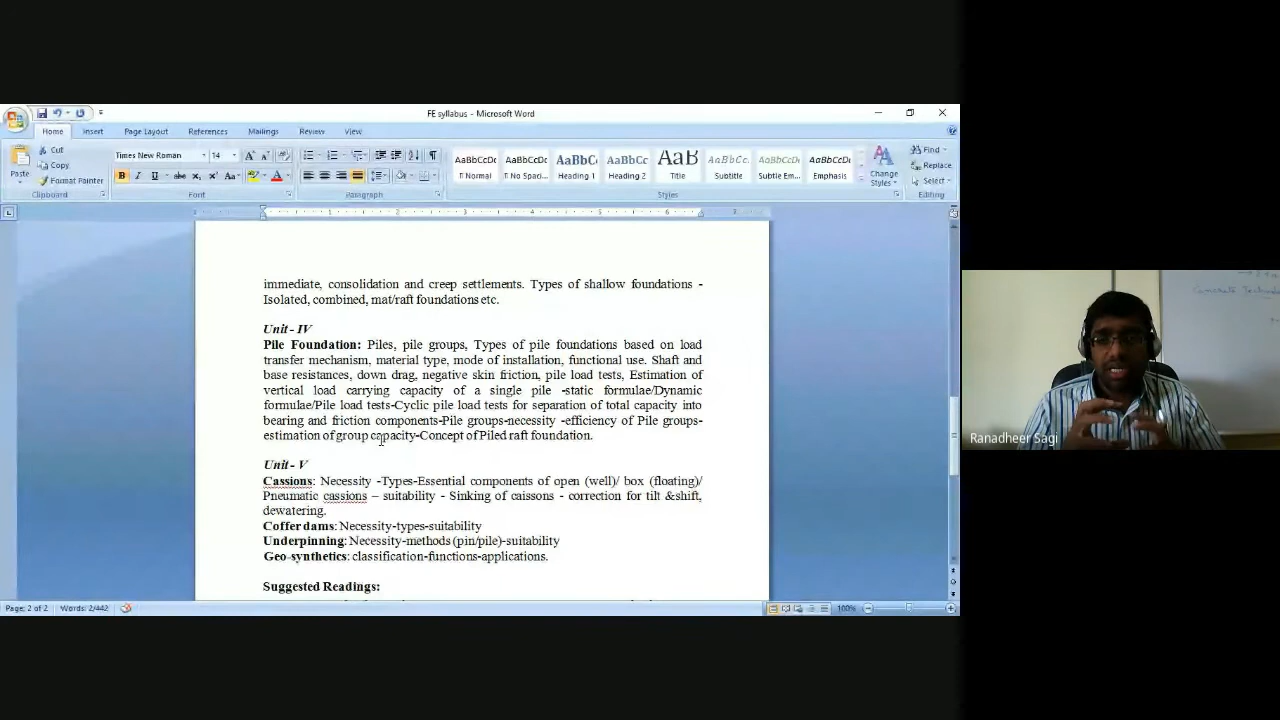 FE syllabus - Microsoft Word
Home Insert Page Layout References Mailings Review View
Paste
Cut
Copy
Format Painter
Clipboard
Times New Roman 14
Font
Paragraph
AaBbCcDc AaBbCcDc AaBbC AaBbCc AaB AaBbCc. AaBbCcDc AaBbCcDc
¶ Normal ¶ No Spaci... Heading 1 Heading 2 Title Subtitle Subtle Em... Emphasis
Styles
Change Styles
Find
Replace
Select
Editing
immediate, consolidation and creep settlements. Types of shallow foundations -
Isolated, combined, mat/raft foundations etc.
Unit - IV
Pile Foundation: Piles, pile groups, Types of pile foundations based on load
transfer mechanism, material type, mode of installation, functional use. Shaft and
base resistances, down drag, negative skin friction, pile load tests, Estimation of
vertical load carrying capacity of a single pile -static formulae/Dynamic
formulae/Pile load tests-Cyclic pile load tests for separation of total capacity into
bearing and friction components-Pile groups-necessity -efficiency of Pile groups-
estimation of group capacity-Concept of Piled raft foundation.
Unit - V
Cassions: Necessity -Types-Essential components of open (well)/ box (floating)/
Pneumatic cassions – suitability - Sinking of caissons - correction for tilt &shift,
dewatering.
Coffer dams: Necessity-types-suitability
Underpinning: Necessity-methods (pin/pile)-suitability
Geo-synthetics: classification-functions-applications.
Suggested Readings:
Page: 2 of 2 Words: 2/442
100%
Ranadheer Sagi